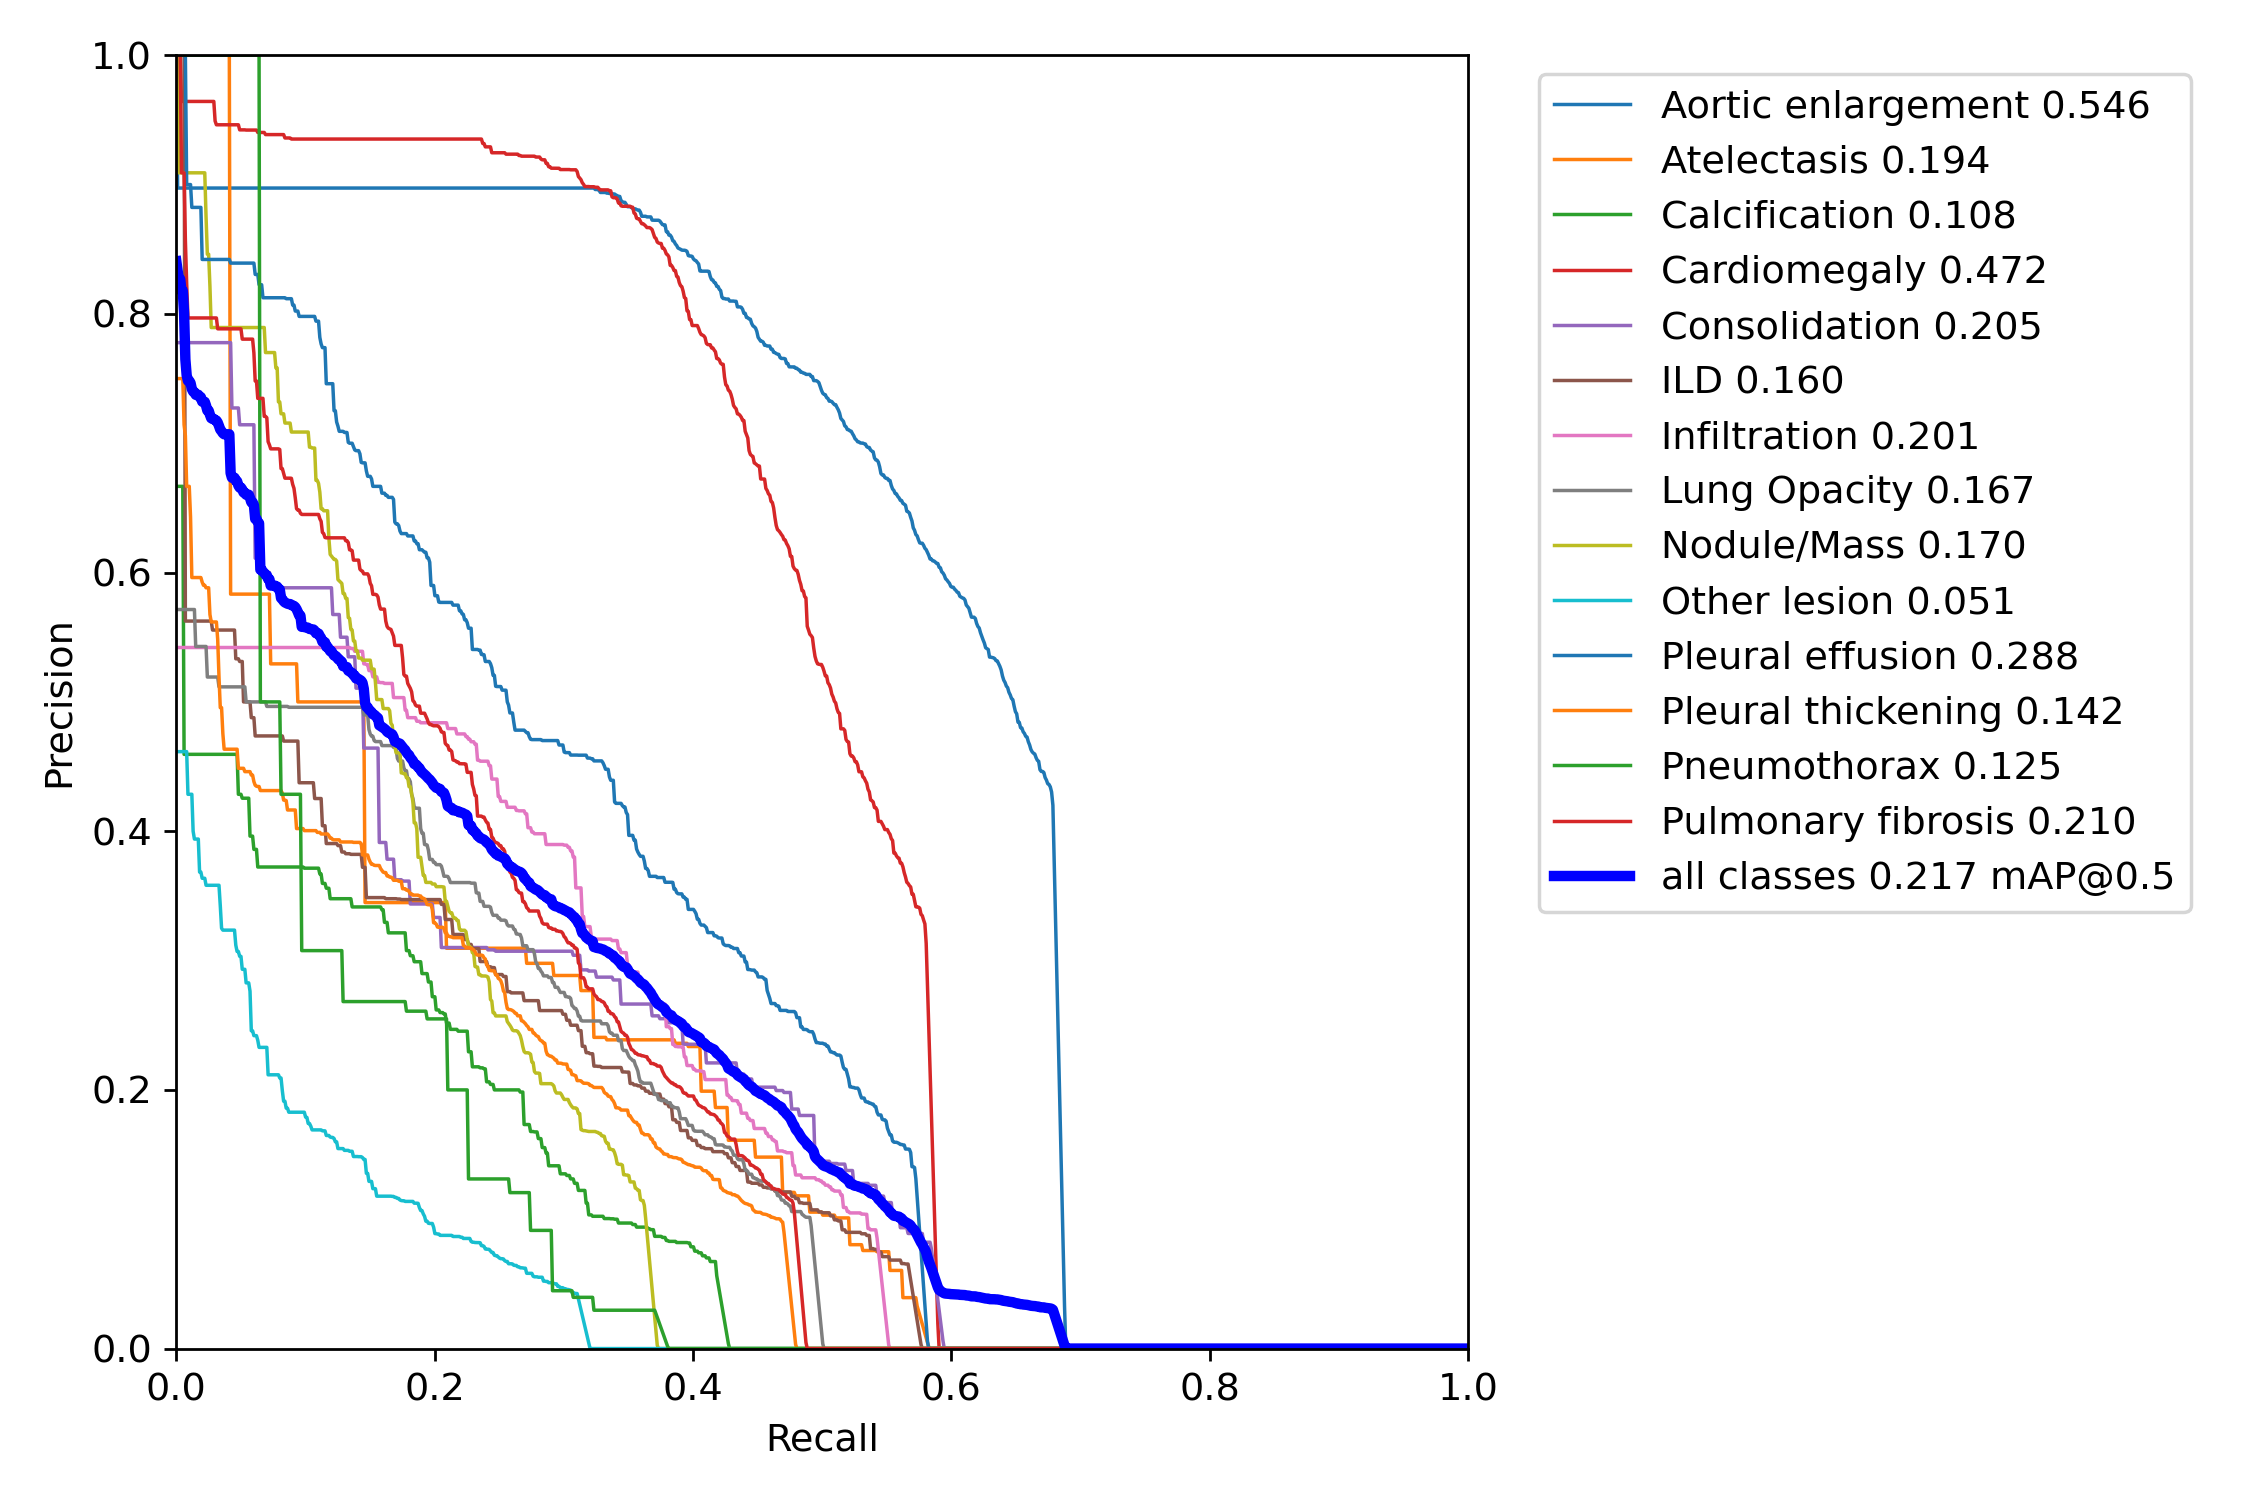 1.0
0.8
0.6
0.4
0.2
0.0
Precision
0.0 0.2 0.4 0.6 0.8 1.0
Recall
Aortic enlargement 0.546
Atelectasis 0.194
Calcification 0.108
Cardiomegaly 0.472
Consolidation 0.205
ILD 0.160
Infiltration 0.201
Lung Opacity 0.167
Nodule/Mass 0.170
Other lesion 0.051
Pleural effusion 0.288
Pleural thickening 0.142
Pneumothorax 0.125
Pulmonary fibrosis 0.210
all classes 0.217 mAP@0.5